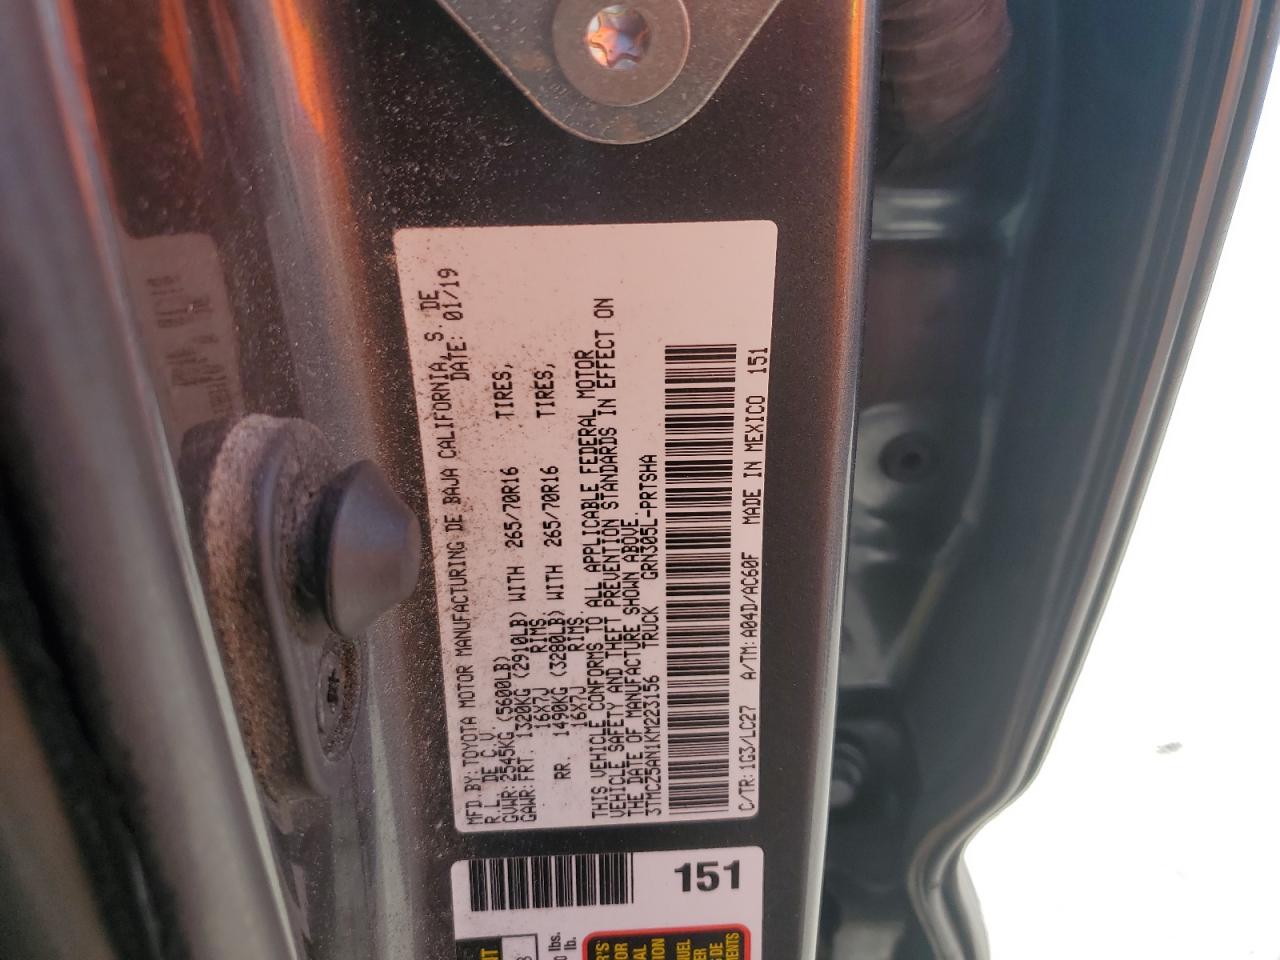 MFD.BY: TOYOTA MOTOR MANUFACTURING DE BAJA CALIFORNIA, S. DE
R.L. DE C.V. DATE: 01/19
GVWR: 2545KG (5600LB)
GAWR: FRT. 1320KG (2910LB) WITH 265/70R16 TIRES,
16X7J RIMS,
RR. 1490KG (3280LB) WITH 265/70R16 TIRES,
16X7J RIMS.
THIS VEHICLE CONFORMS TO ALL APPLICABLE FEDERAL MOTOR
VEHICLE SAFETY AND THEFT PREVENTION STANDARDS IN EFFECT ON
THE DATE OF MANUFACTURE SHOWN ABOVE.
3TMCZ5AN1KM223156 TRUCK GRN305L-PRTSHA
C/TR: 1G3/LC27 A/TM: A04D/AC60F MADE IN MEXICO 151
151
lbs.
lb.